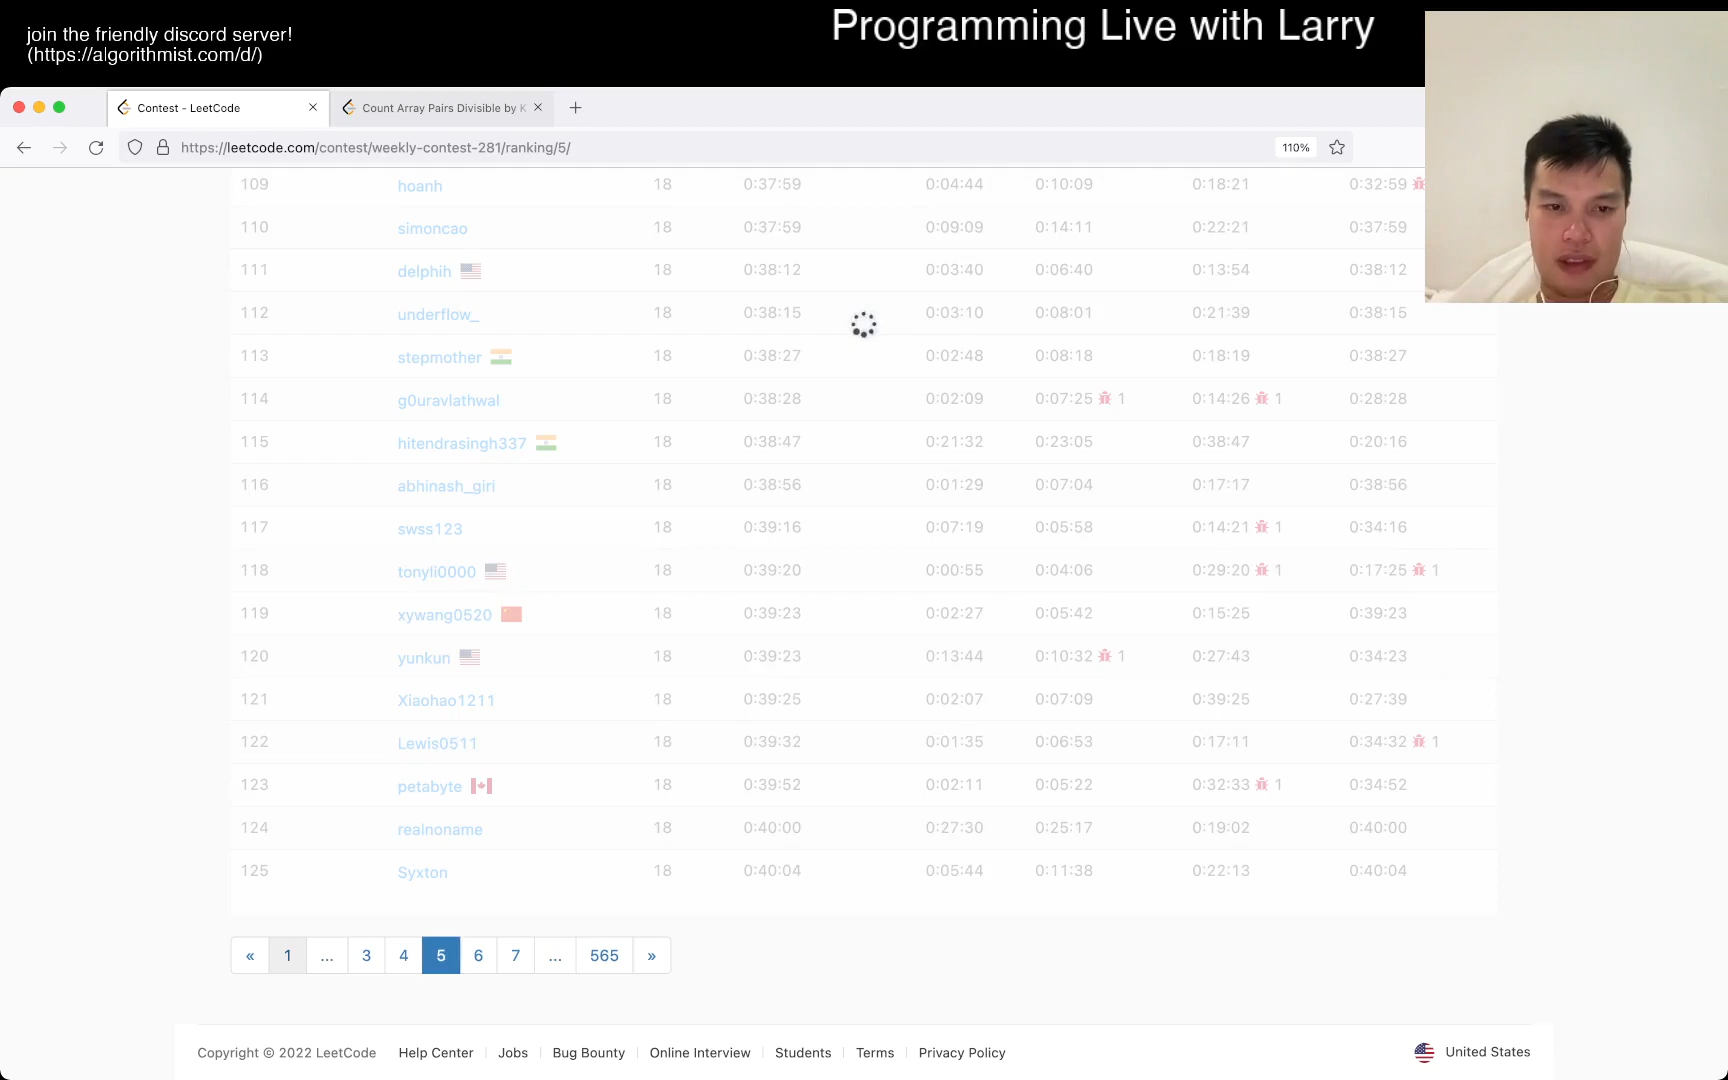 join the friendly discord server!
(https://algorithmist.com/d/)
Programming Live with Larry
Contest - LeetCode
Count Array Pairs Divisible by K
https://leetcode.com/contest/weekly-contest-281/ranking/5/
110%
109 hoanh 18 0:37:59 0:04:44 0:10:09 0:18:21 0:32:59
110 simoncao 18 0:37:59 0:09:09 0:14:11 0:22:21 0:37:59
111 delphih 18 0:38:12 0:03:40 0:06:40 0:13:54 0:38:12
112 underflow_ 18 0:38:15 0:03:10 0:08:01 0:21:39 0:38:15
113 stepmother 18 0:38:27 0:02:48 0:08:18 0:18:19 0:38:27
114 g0uravlathwal 18 0:38:28 0:02:09 0:07:25 1 0:14:26 1 0:28:28
115 hitendrasingh337 18 0:38:47 0:21:32 0:23:05 0:38:47 0:20:16
116 abhinash_giri 18 0:38:56 0:01:29 0:07:04 0:17:17 0:38:56
117 swss123 18 0:39:16 0:07:19 0:05:58 0:14:21 1 0:34:16
118 tonyli0000 18 0:39:20 0:00:55 0:04:06 0:29:20 1 0:17:25 1
119 xywang0520 18 0:39:23 0:02:27 0:05:42 0:15:25 0:39:23
120 yunkun 18 0:39:23 0:13:44 0:10:32 1 0:27:43 0:34:23
121 Xiaohao1211 18 0:39:25 0:02:07 0:07:09 0:39:25 0:27:39
122 Lewis0511 18 0:39:32 0:01:35 0:06:53 0:17:11 0:34:32 1
123 petabyte 18 0:39:52 0:02:11 0:05:22 0:32:33 1 0:34:52
124 realnoname 18 0:40:00 0:27:30 0:25:17 0:19:02 0:40:00
125 Syxton 18 0:40:04 0:05:44 0:11:38 0:22:13 0:40:04
« 1 ... 3 4 5 6 7 ... 565 »
Copyright © 2022 LeetCode Help Center Jobs Bug Bounty Online Interview Students Terms Privacy Policy United States